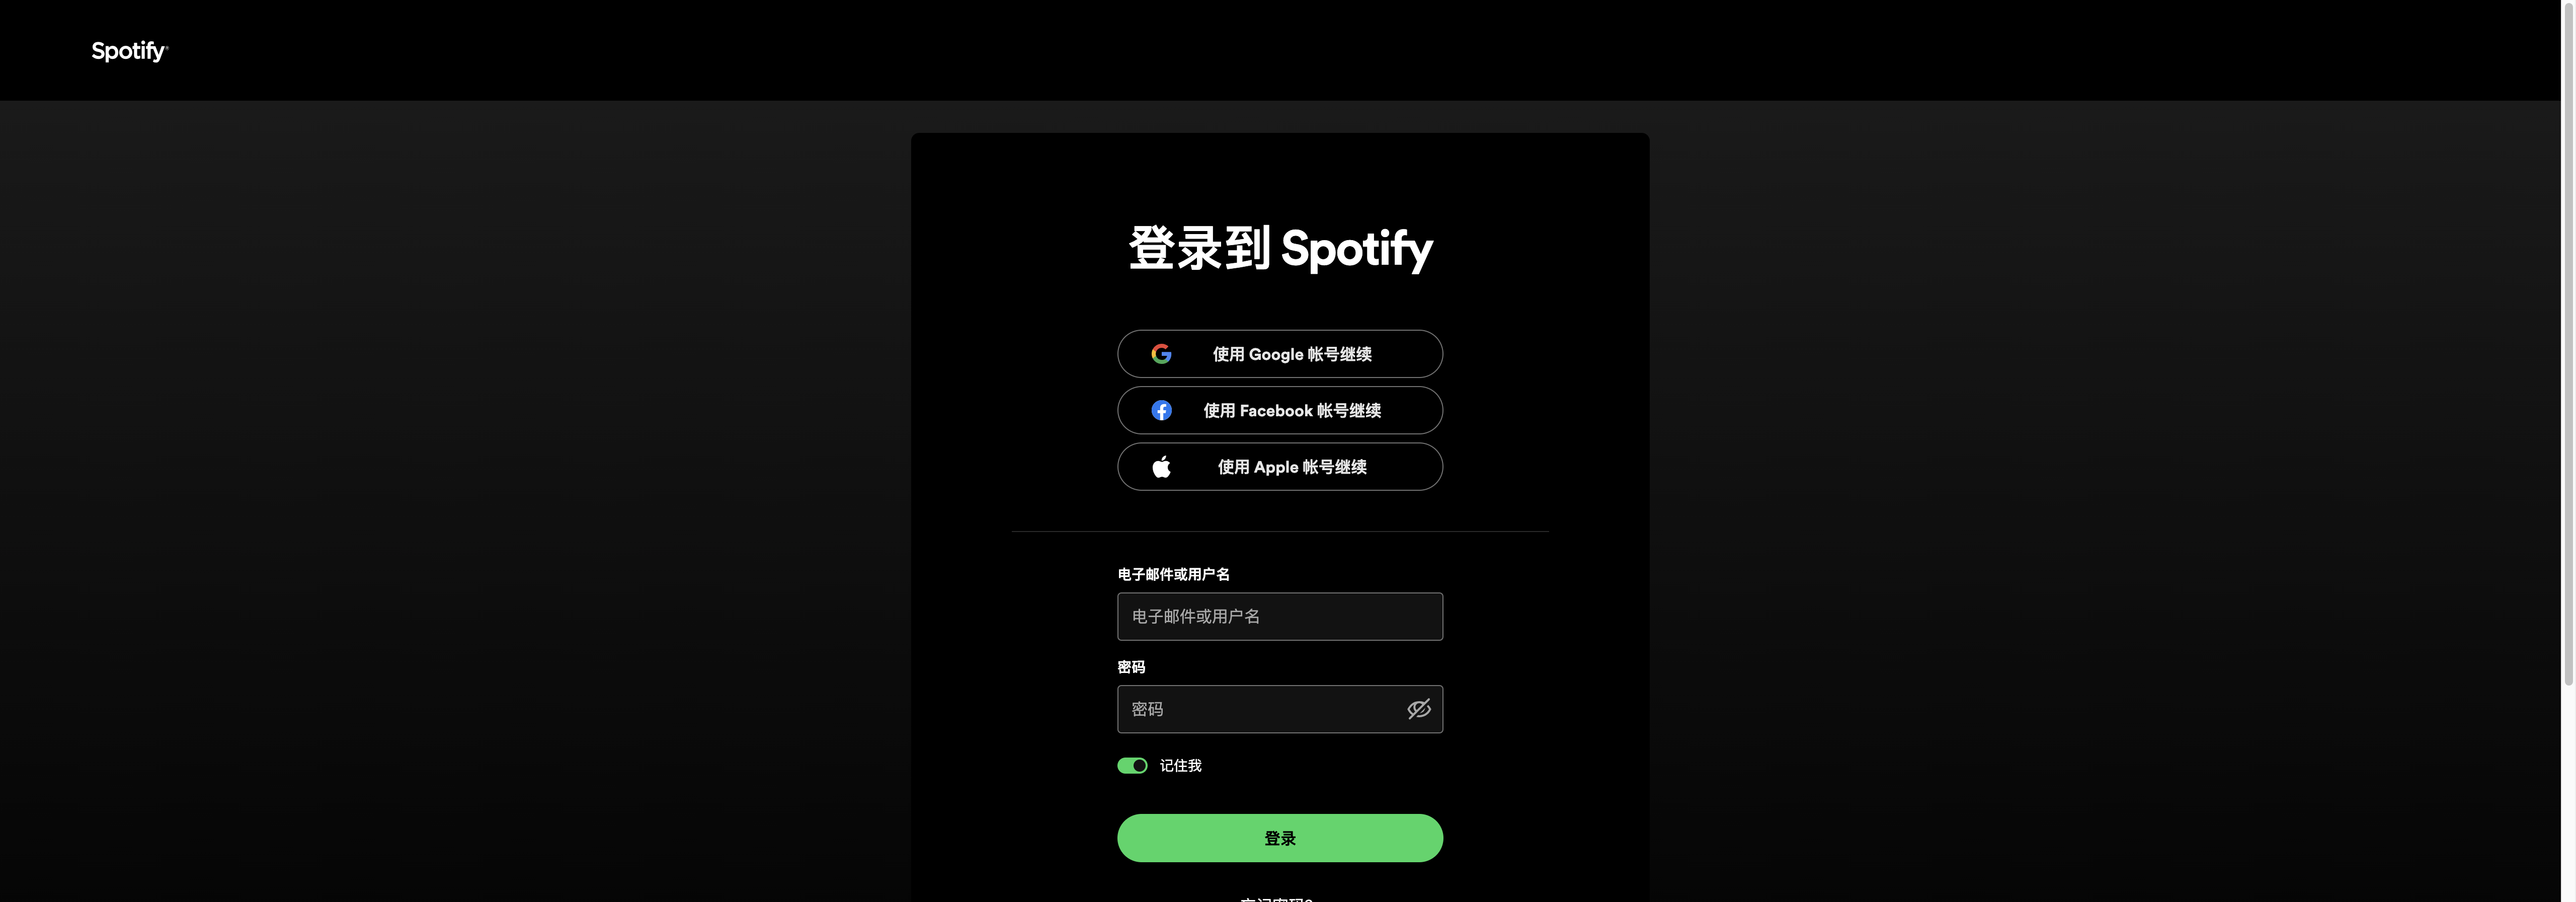 Spotify®
登录到 Spotify
使用 Google 帐号继续
使用 Facebook 帐号继续
使用 Apple 帐号继续
电子邮件或用户名
电子邮件或用户名
密码
密码
记住我
登录